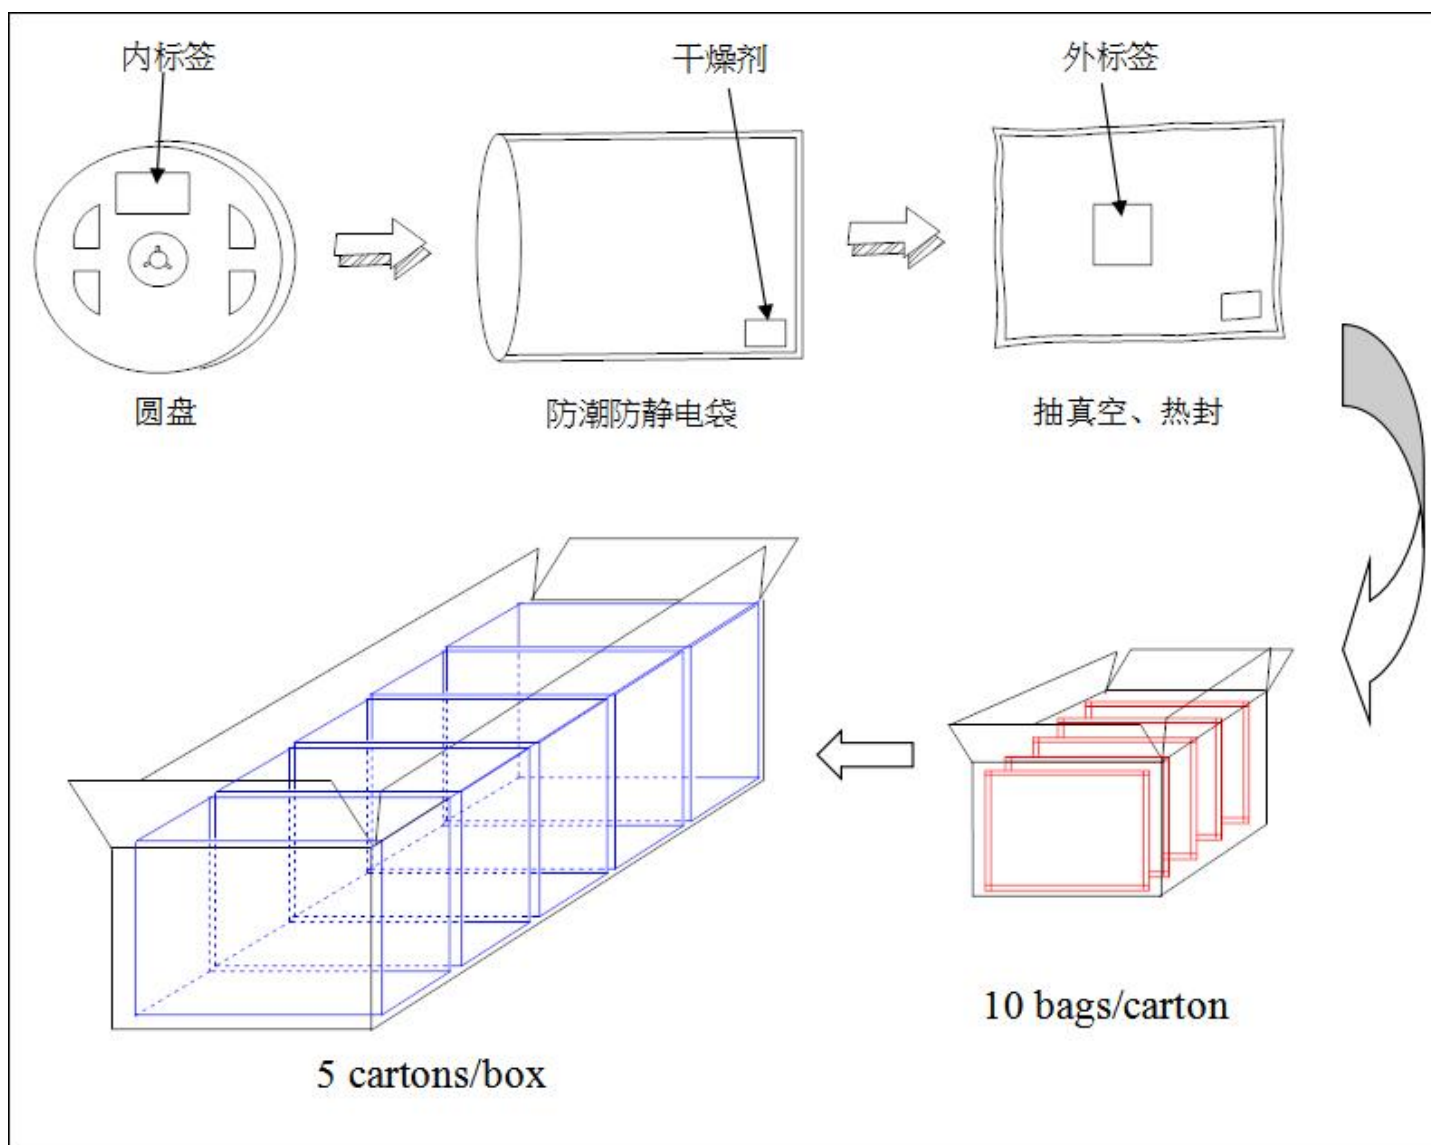 内标签
干燥剂
外标签
圆盘
防潮防静电袋
抽真空、热封
10 bags/carton
5 cartons/box